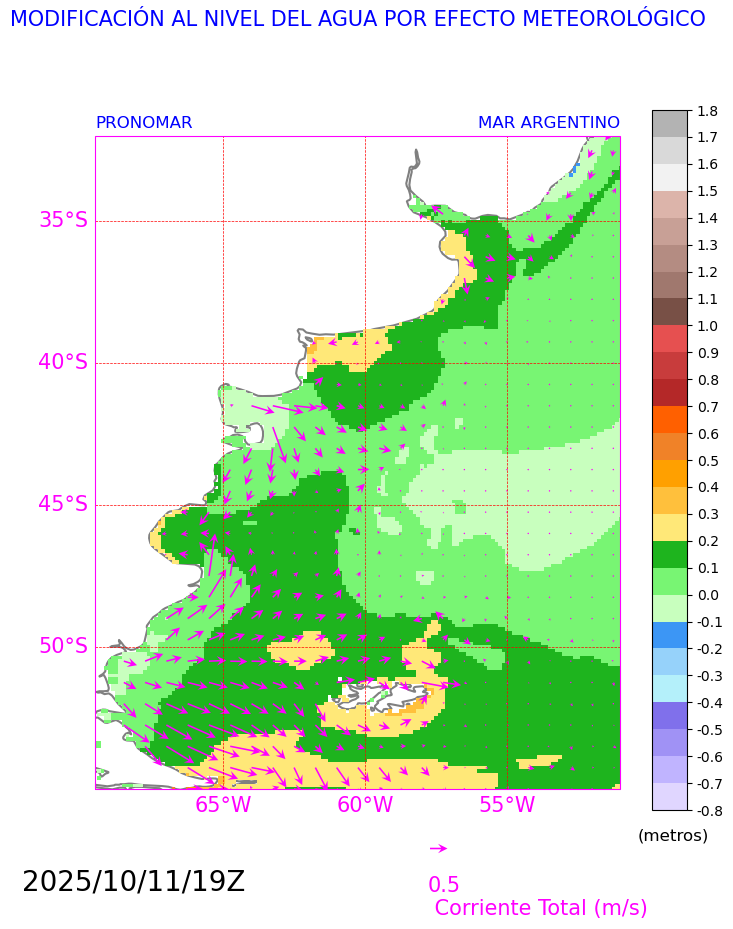 MODIFICACIÓN AL NIVEL DEL AGUA POR EFECTO METEOROLÓGICO
PRONOMAR
MAR ARGENTINO
35°S
40°S
45°S
50°S
65°W
60°W
55°W
1.8
1.7
1.6
1.5
1.4
1.3
1.2
1.1
1.0
0.9
0.8
0.7
0.6
0.5
0.4
0.3
0.2
0.1
0.0
-0.1
-0.2
-0.3
-0.4
-0.5
-0.6
-0.7
-0.8
(metros)
2025/10/11/19Z
0.5
Corriente Total (m/s)